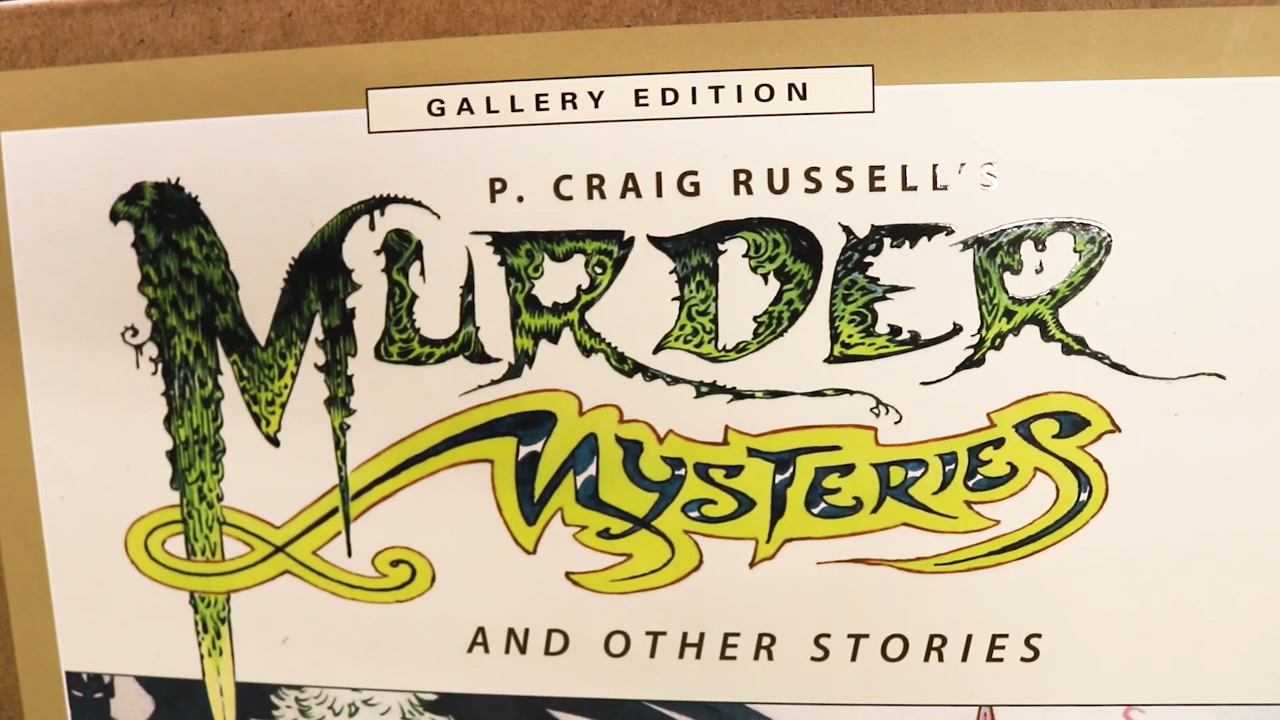 GALLERY EDITION
P. CRAIG RUSSELL'S
MURDER
MYSTERIES
AND OTHER STORIES